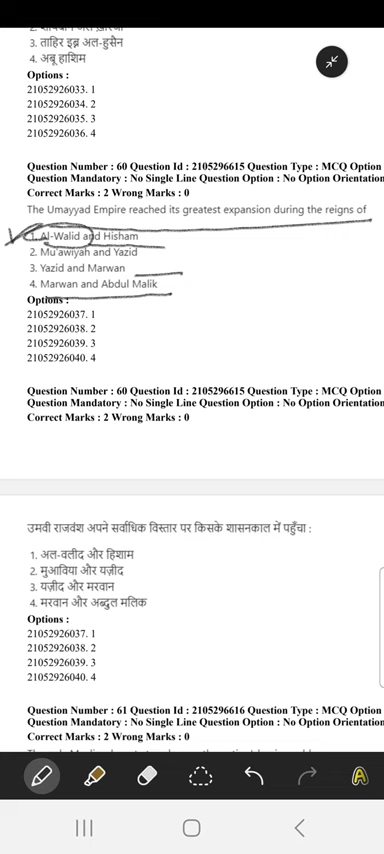 3. ताहिर इब्न अल-हुसैन
4. अबू हाशिम
Options :
21052926033. 1
21052926034. 2
21052926035. 3
21052926036. 4
Question Number : 60 Question Id : 2105296615 Question Type : MCQ Option
Question Mandatory : No Single Line Question Option : No Option Orientation
Correct Marks : 2 Wrong Marks : 0
The Umayyad Empire reached its greatest expansion during the reigns of
1. Al-Walid and Hisham
2. Mu'awiyah and Yazid
3. Yazid and Marwan
4. Marwan and Abdul Malik
Options :
21052926037. 1
21052926038. 2
21052926039. 3
21052926040. 4
Question Number : 60 Question Id : 2105296615 Question Type : MCQ Option
Question Mandatory : No Single Line Question Option : No Option Orientation
Correct Marks : 2 Wrong Marks : 0
उमवी राजवंश अपने सर्वाधिक विस्तार पर किसके शासनकाल में पहुँचा :
1. अल-वलीद और हिशाम
2. मुआविया और यज़ीद
3. यज़ीद और मरवान
4. मरवान और अब्दुल मलिक
Options :
21052926037. 1
21052926038. 2
21052926039. 3
21052926040. 4
Question Number : 61 Question Id : 2105296616 Question Type : MCQ Option
Question Mandatory : No Single Line Question Option : No Option Orientation
Correct Marks : 2 Wrong Marks : 0
A